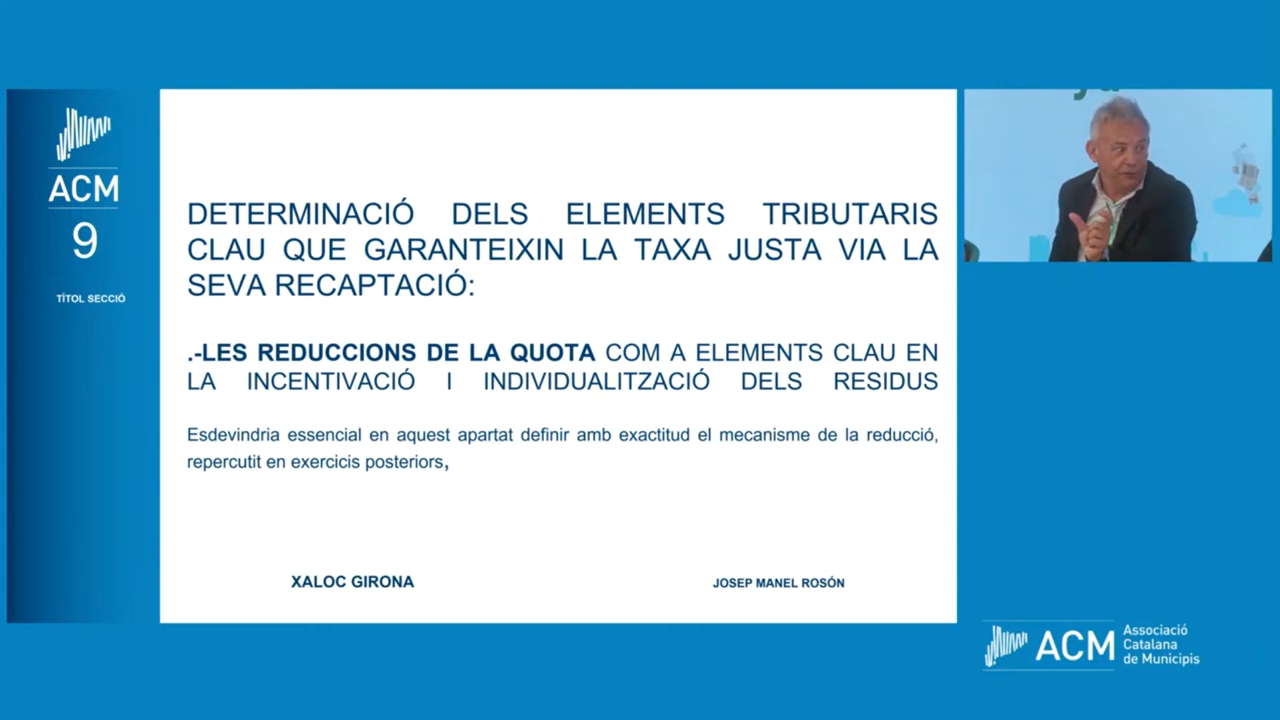 ACM
9
TÍTOL SECCIÓ
DETERMINACIÓ DELS ELEMENTS TRIBUTARIS
CLAU QUE GARANTEIXIN LA TAXA JUSTA VIA LA
SEVA RECAPTACIÓ:
.-LES REDUCCIONS DE LA QUOTA COM A ELEMENTS CLAU EN
LA INCENTIVACIÓ I INDIVIDUALITZACIÓ DELS RESIDUS
Esdevindria essencial en aquest apartat definir amb exactitud el mecanisme de la reducció,
repercutit en exercicis posteriors,
XALOC GIRONA
JOSEP MANEL ROSÓN
ACM
Associació
Catalana
de Municipis